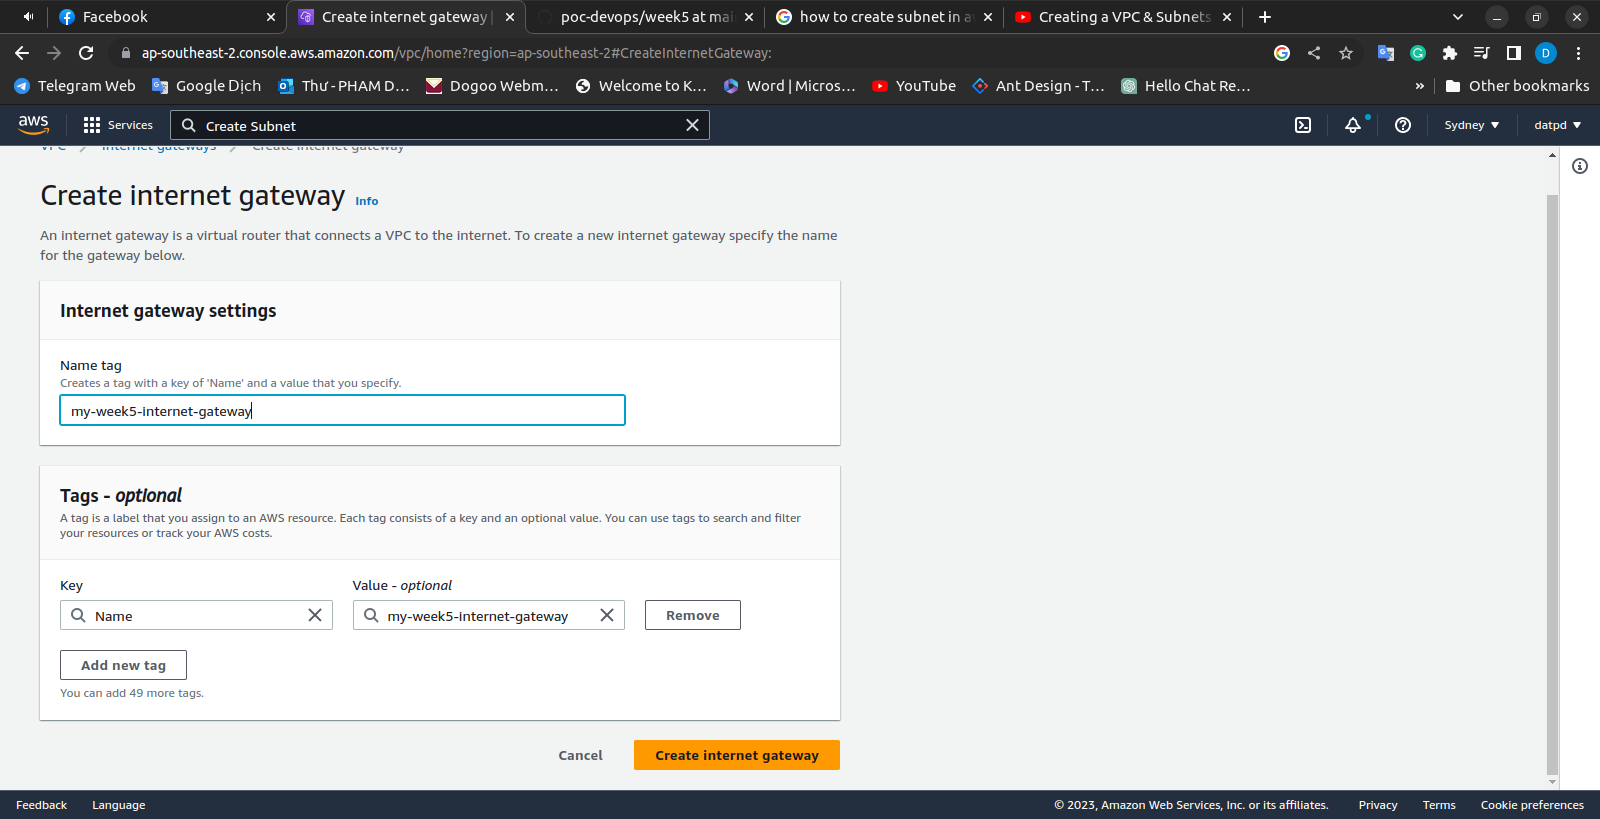 Facebook
Create internet gateway |
poc-devops/week5 at mai
how to create subnet in a
Creating a VPC & Subnets
ap-southeast-2.console.aws.amazon.com/vpc/home?region=ap-southeast-2#CreateInternetGateway:
D
Telegram Web
Google Dịch
Thư - PHAM D...
Dogoo Webm...
Welcome to K...
Word | Micros...
YouTube
Ant Design - T...
Hello Chat Re...
»
Other bookmarks
aws
Services
Create Subnet
Sydney
datpd
VPC
Internet gateways
Create internet gateway
Create internet gateway Info
An internet gateway is a virtual router that connects a VPC to the internet. To create a new internet gateway specify the name
for the gateway below.
Internet gateway settings
Name tag
Creates a tag with a key of 'Name' and a value that you specify.
my-week5-internet-gateway
Tags - optional
A tag is a label that you assign to an AWS resource. Each tag consists of a key and an optional value. You can use tags to search and filter
your resources or track your AWS costs.
Key
Value - optional
Name
my-week5-internet-gateway
Remove
Add new tag
You can add 49 more tags.
Cancel
Create internet gateway
Feedback
Language
© 2023, Amazon Web Services, Inc. or its affiliates.
Privacy
Terms
Cookie preferences